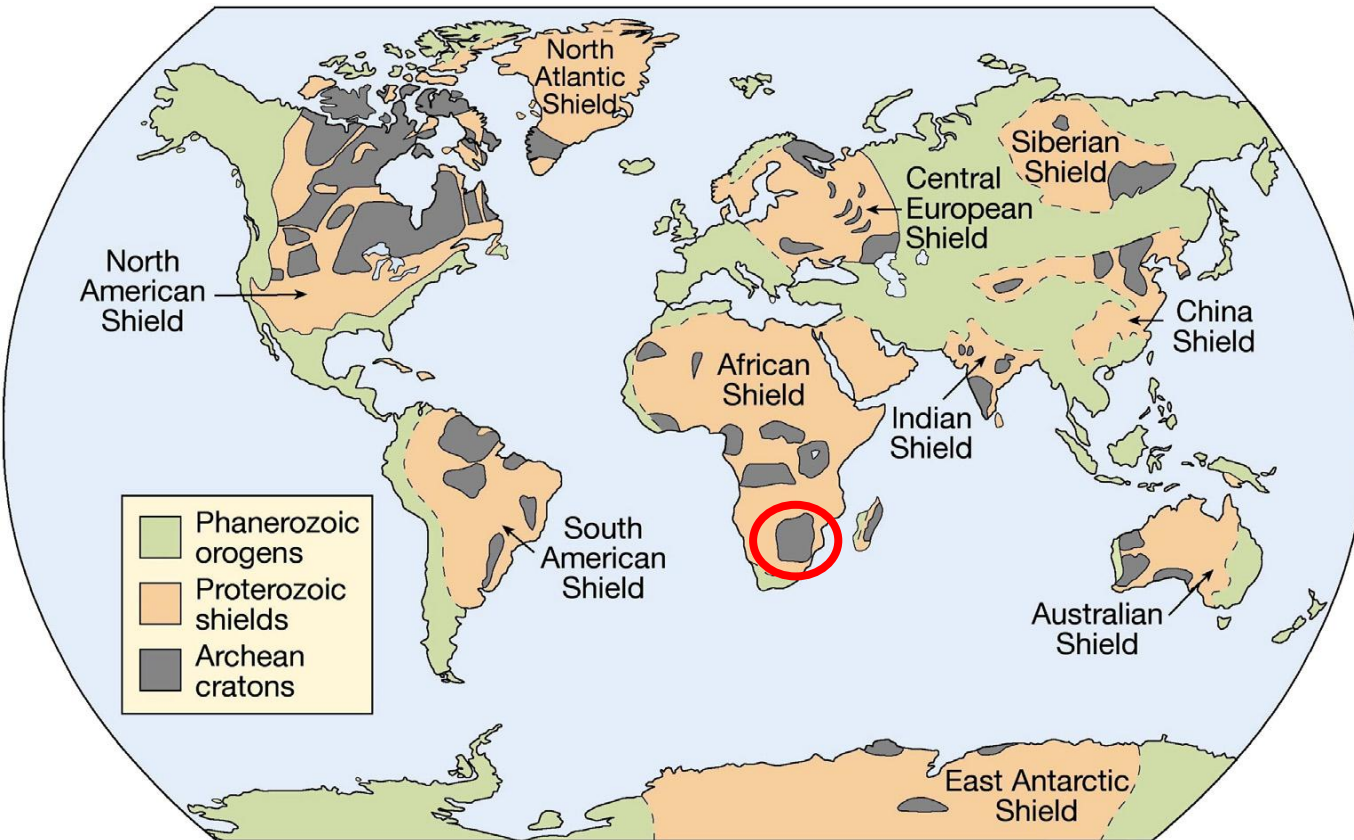 North
Atlantic
Shield
Siberian
Shield
Central
European
Shield
North
American
Shield
China
Shield
African
Shield
Indian
Shield
South
American
Shield
Australian
Shield
Phanerozoic
orogens
Proterozoic
shields
Archean
cratons
East Antarctic
Shield